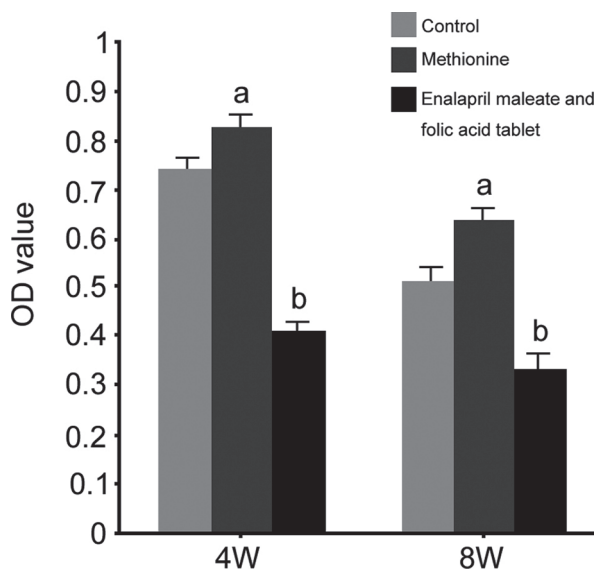 Control
Methionine
Enalapril maleate and
folic acid tablet
OD value
1
0.9
0.8
0.7
0.6
0.5
0.4
0.3
0.2
0.1
0
a
b
a
b
4W
8W